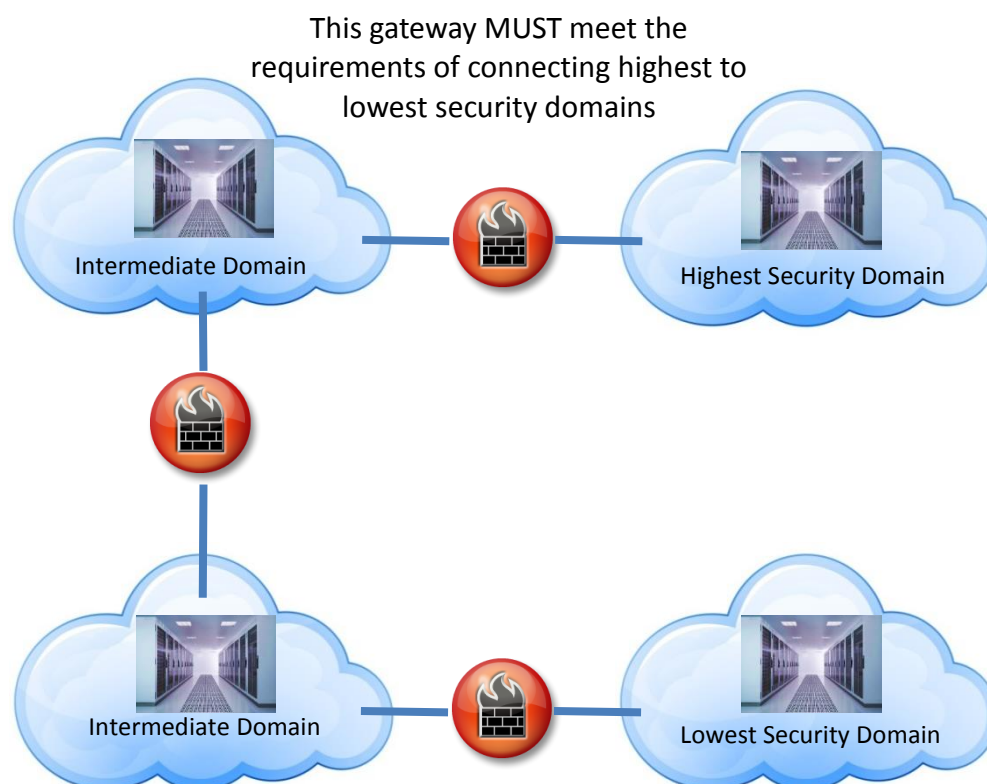 This gateway MUST meet the
requirements of connecting highest to
lowest security domains
Intermediate Domain
Highest Security Domain
Intermediate Domain
Lowest Security Domain